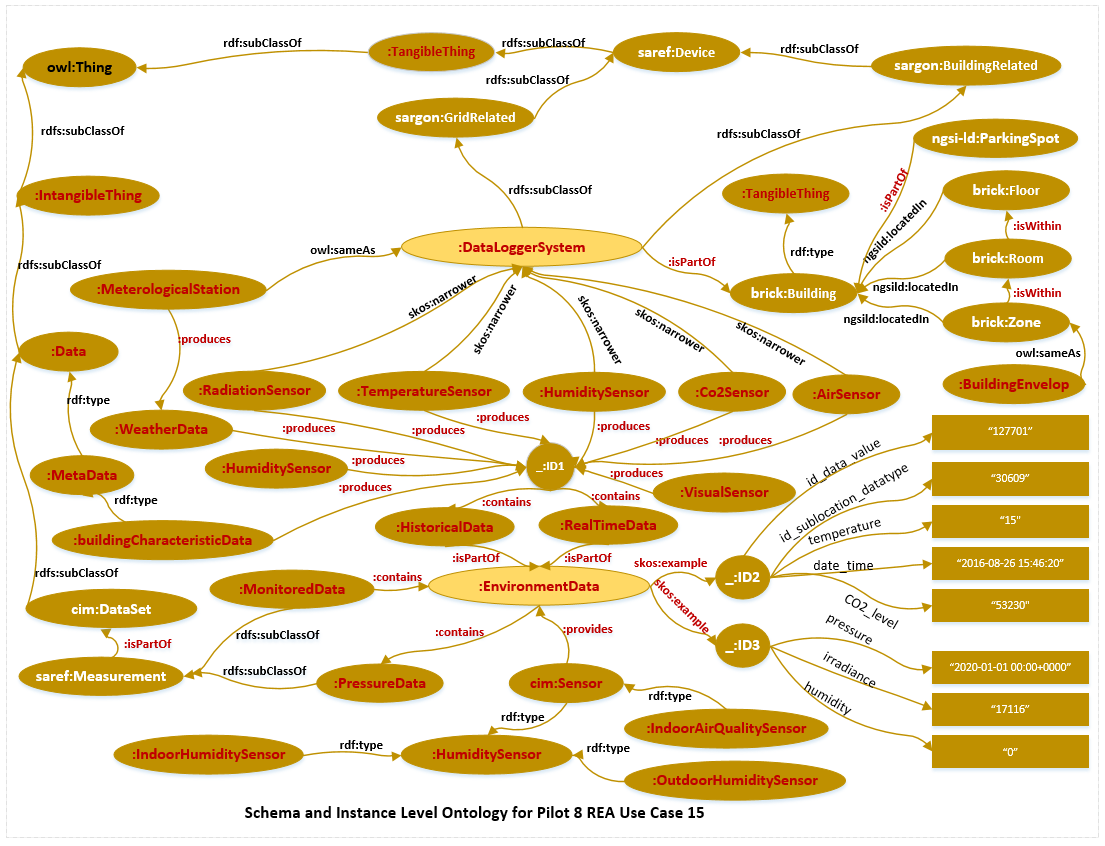 rdf:subClassOf
:TangibleThing
rdfs:subClassOf
saref:Device
rdf:subClassOf
owl:Thing
sargon:BuildingRelated
rdfs:subClassOf
sargon:GridRelated
rdfs:subClassOf
rdfs:subClassOf
ngsi-ld:ParkingSpot
:IntangibleThing
rdfs:subClassOf
:TangibleThing
:isPartOf
brick:Floor
ngsild:locatedIn
:isWithin
owl:sameAs
:DataLoggerSystem
rdf:type
:isPartOf
brick:Room
rdfs:subClassOf
:MeterologicalStation
brick:Building
ngsild:locatedIn
:isWithin
skos:narrower
skos:narrower
skos:narrower
skos:narrower
skos:narrower
ngsild:locatedIn
brick:Zone
:produces
:Data
owl:sameAs
:RadiationSensor
:TemperatureSensor
:HumiditySensor
:Co2Sensor
:AirSensor
:BuildingEnvelop
rdf:type
:WeatherData
:produces
:produces
:produces
:produces
:produces
:produces
“127701”
id_data_value
:MetaData
:HumiditySensor
:produces
_:ID1
:produces
“30609”
:produces
:VisualSensor
id_sublocation_datatype
rdf:type
:contains
:contains
“15”
temperature
:buildingCharacteristicData
:HistoricalData
:RealTimeData
:isPartOf
:isPartOf
skos:example
date_time
“2016-08-26 15:46:20”
rdfs:subClassOf
:MonitoredData
:contains
:EnvironmentData
_:ID2
skos:example
CO2_level
“53230”
cim:DataSet
rdfs:subClassOf
:contains
:provides
pressure
:isPartOf
_:ID3
irradiance
“2020-01-01 00:00+0000”
saref:Measurement
rdfs:subClassOf
:PressureData
cim:Sensor
rdf:type
humidity
“17116”
rdf:type
:IndoorAirQualitySensor
:IndoorHumiditySensor
rdf:type
:HumiditySensor
rdf:type
“0”
:OutdoorHumiditySensor
Schema and Instance Level Ontology for Pilot 8 REA Use Case 15